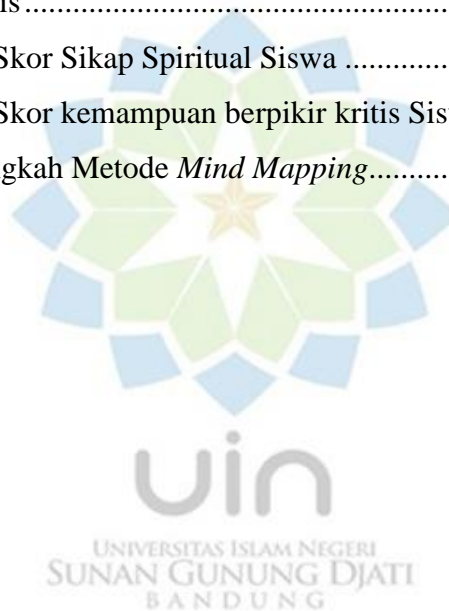 is........................................
Skor Sikap Spiritual Siswa .............
Skor kemampuan berpikir kritis Sis
gkah Metode Mind Mapping..........
uin
UNIVERSITAS ISLAM NEGERI
SUNAN GUNUNG DJATI
BANDUNG